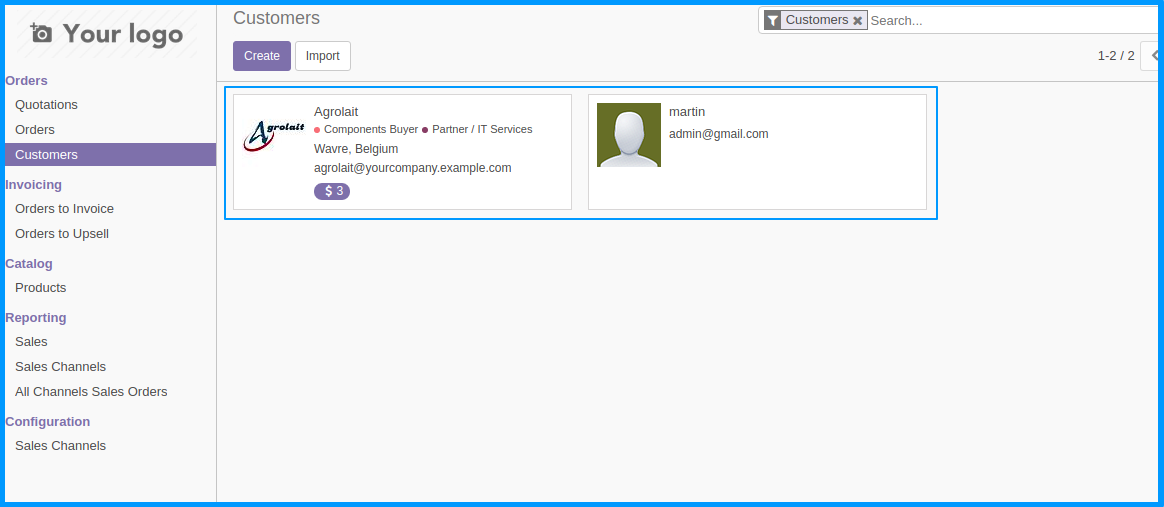 Your logo
Orders
Quotations
Orders
Customers
Invoicing
Orders to Invoice
Orders to Upsell
Catalog
Products
Reporting
Sales
Sales Channels
All Channels Sales Orders
Configuration
Sales Channels
Customers
Customers Search...
Create Import
1-2 / 2
Agrolait
Agrolait
Components Buyer Partner / IT Services
Wavre, Belgium
agrolait@yourcompany.example.com
$ 3
martin
admin@gmail.com